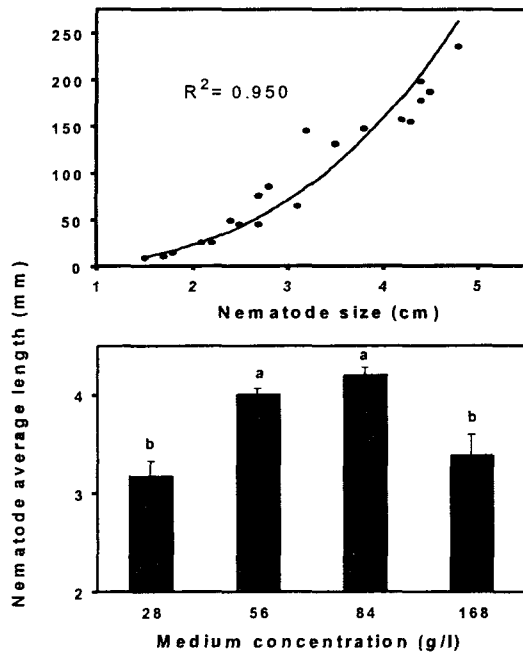 250
200
150
100
50
0
R2= 0.950
1 2 3 4 5
Nematode size (cm)
Nematode average length (mm)
4
3
2
b a a b
28 56 84 168
Medium concentration (g/l)